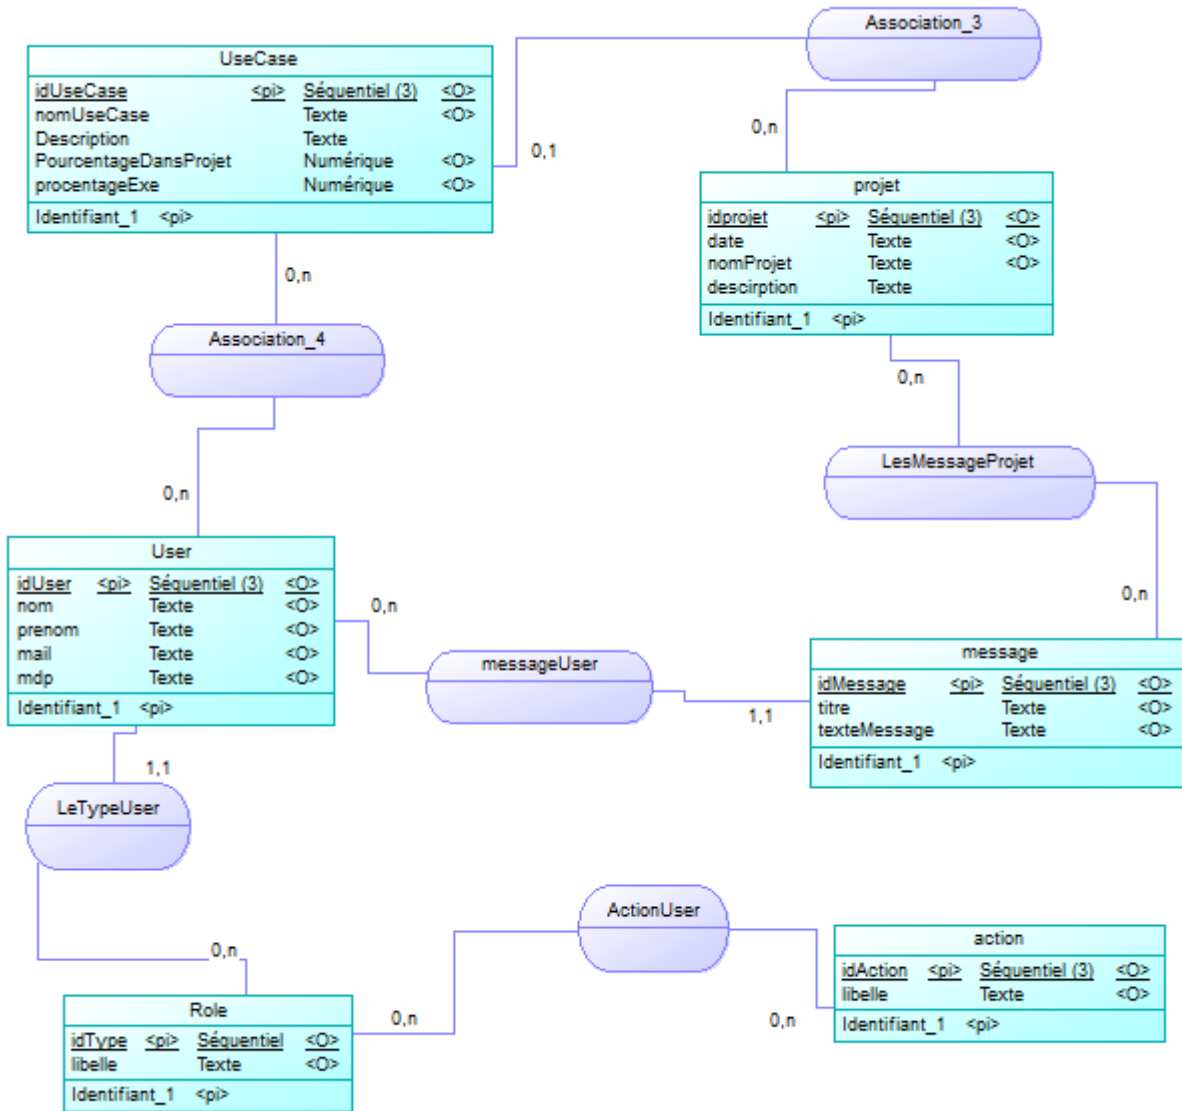 Association_3
UseCase
idUseCase <pi> Séquentiel (3) <O>
nomUseCase Texte <O>
Description Texte
PourcentageDansProjet Numérique <O>
procentageExe Numérique <O>
Identifiant_1 <pi>
0,1
0,n
projet
idprojet <pi> Séquentiel (3) <O>
date Texte <O>
nomProjet Texte <O>
descirption Texte
Identifiant_1 <pi>
0,n
Association_4
0,n
LesMessageProjet
0,n
User
idUser <pi> Séquentiel (3) <O>
nom Texte <O>
prenom Texte <O>
mail Texte <O>
mdp Texte <O>
Identifiant_1 <pi>
0,n
messageUser
0,n
message
idMessage <pi> Séquentiel (3) <O>
titre Texte <O>
texteMessage Texte <O>
Identifiant_1 <pi>
1,1
1,1
LeTypeUser
0,n
ActionUser
action
idAction <pi> Séquentiel (3) <O>
libelle Texte <O>
Identifiant_1 <pi>
Role
idType <pi> Séquentiel <O>
libelle Texte <O>
Identifiant_1 <pi>
0,n
0,n